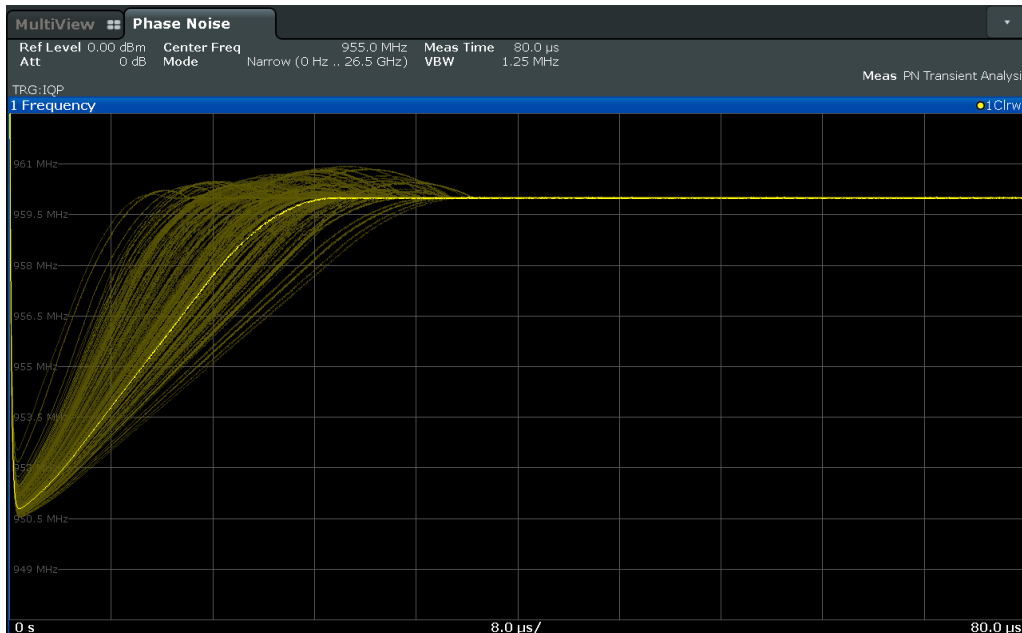 MultiView Phase Noise
Ref Level 0.00 dBm Center Freq 955.0 MHz Meas Time 80.0 µs
Att 0 dB Mode Narrow (0 Hz .. 26.5 GHz) VBW 1.25 MHz
Meas PN Transient Analysi
TRG:IQP
1 Frequency 1Clrw
961 MHz
959.5 MHz
958 MHz
956.5 MHz
955 MHz
953.5 MHz
950.5 MHz
949 MHz
0 s 8.0 µs/ 80.0 µs